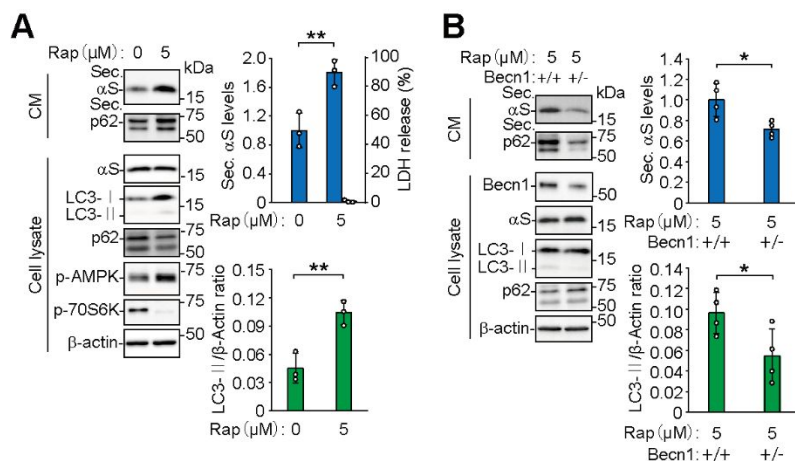 A
Rap (μM): 0 5
kDa
CM
Sec. αS
15
Sec. p62
75
50
Cell lysate
αS
15
LC3-Ⅰ
LC3-Ⅱ
15
p62
75
50
p-AMPK
75
50
p-70S6K
75
50
β-actin
50
**
Sec. αS levels
2.0
1.6
1.2
0.8
0.4
0
LDH release (%)
100
80
60
40
20
0
0 5
Rap (μM):
**
LC3-Ⅱ/β-Actin ratio
0.15
0.12
0.09
0.06
0.03
0
Rap (μM): 0 5
B
Rap (μM): 5 5
Becn1: +/+ +/-
kDa
CM
Sec. αS
15
Sec. p62
75
50
Cell lysate
Becn1
50
αS
15
LC3-Ⅰ
LC3-Ⅱ
15
p62
75
50
β-actin
50
*
Sec. αS levels
1.4
1.2
1.0
0.8
0.6
0.4
0.2
0
Rap (μM): 5 5
Becn1: +/+ +/-
*
LC3-Ⅱ/β-Actin ratio
0.14
0.12
0.10
0.08
0.06
0.04
0.02
0
Rap (μM): 5 5
Becn1: +/+ +/-